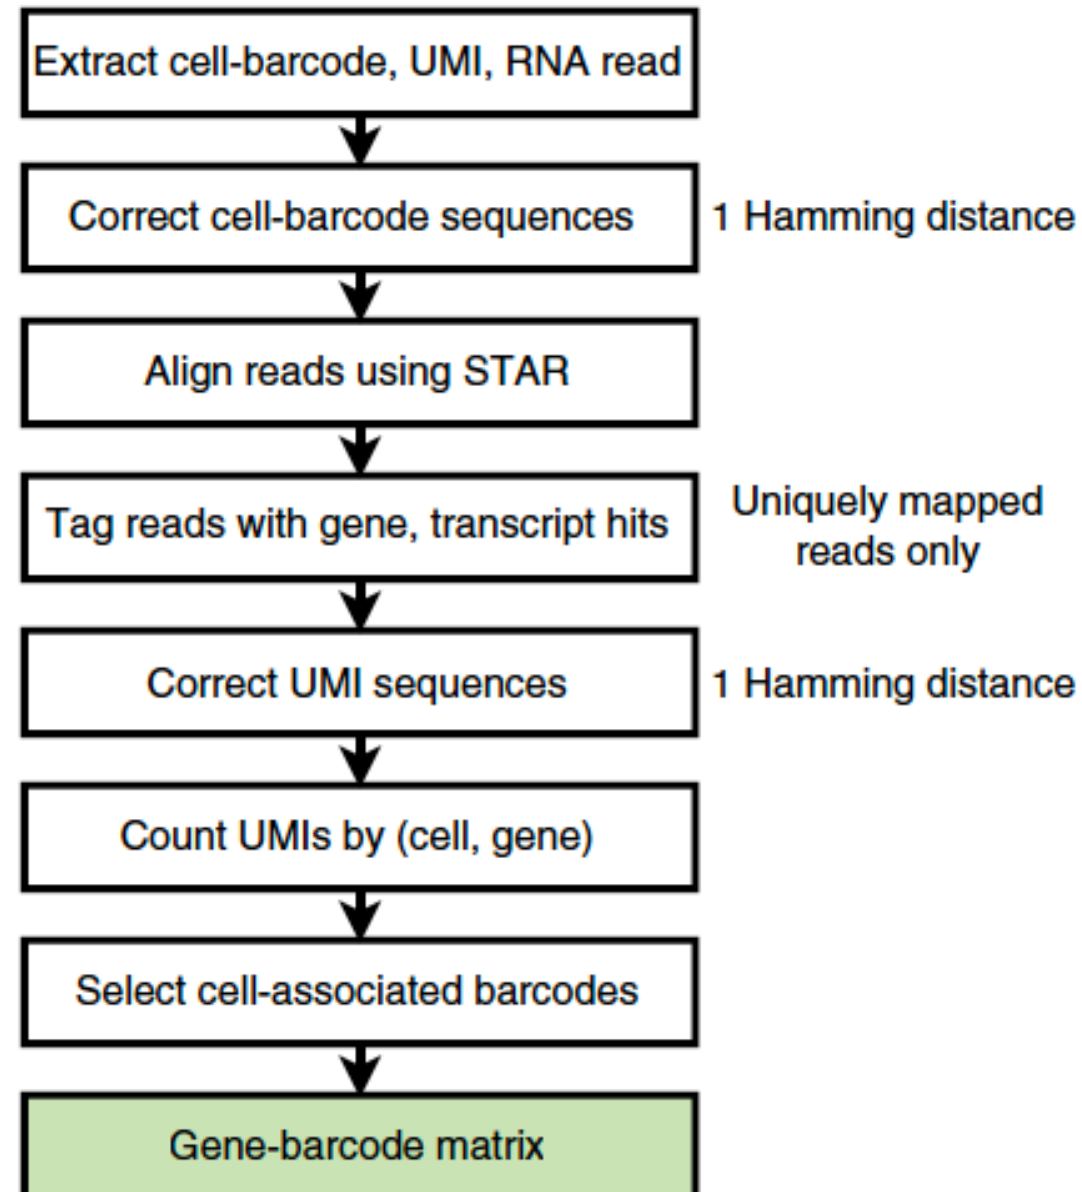 Extract cell-barcode, UMI, RNA read
Correct cell-barcode sequences
1 Hamming distance
Align reads using STAR
Tag reads with gene, transcript hits
Uniquely mapped
reads only
Correct UMI sequences
1 Hamming distance
Count UMIs by (cell, gene)
Select cell-associated barcodes
Gene-barcode matrix